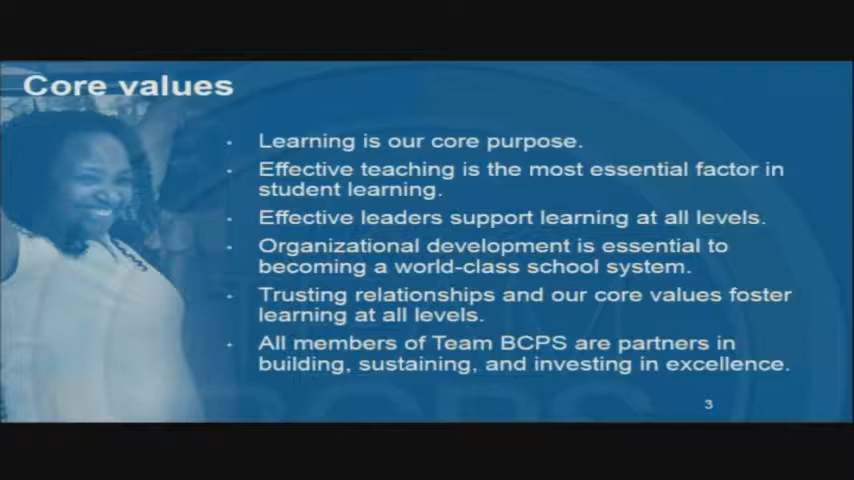 Core values
• Learning is our core purpose.
• Effective teaching is the most essential factor in
student learning.
• Effective leaders support learning at all levels.
• Organizational development is essential to
becoming a world-class school system.
• Trusting relationships and our core values foster
learning at all levels.
• All members of Team BCPS are partners in
building, sustaining, and investing in excellence.
3